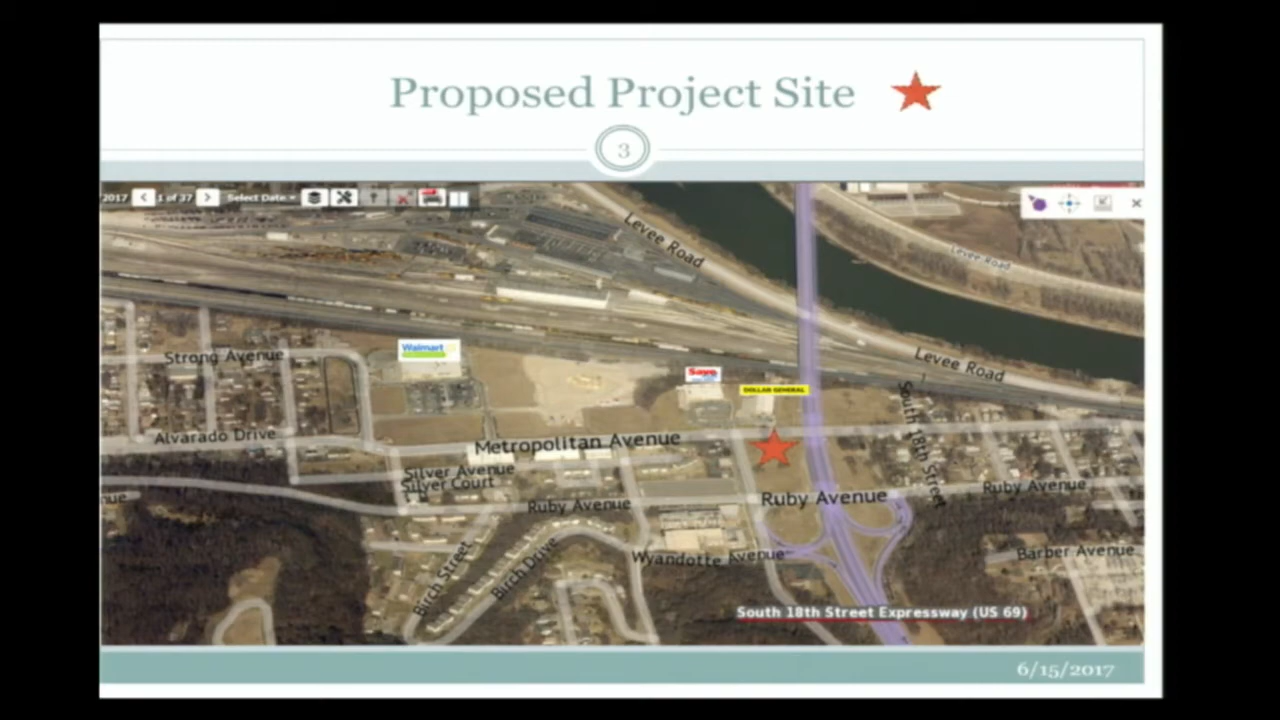 Proposed Project Site
3
2017 1 of 37 Select Date
Levee Road
Levee Road
Walmart
Strong Avenue
Levee Road
Save
DOLLAR GENERAL
South 18th Street
Alvarado Drive
Metropolitan Avenue
Silver Avenue
Silver Court
Ruby Avenue
Ruby Avenue
Ruby Avenue
nue
Birch Street
Birch Drive
Wyandotte Avenue
Barber Avenue
South 18th Street Expressway (US 69)
6/15/2017